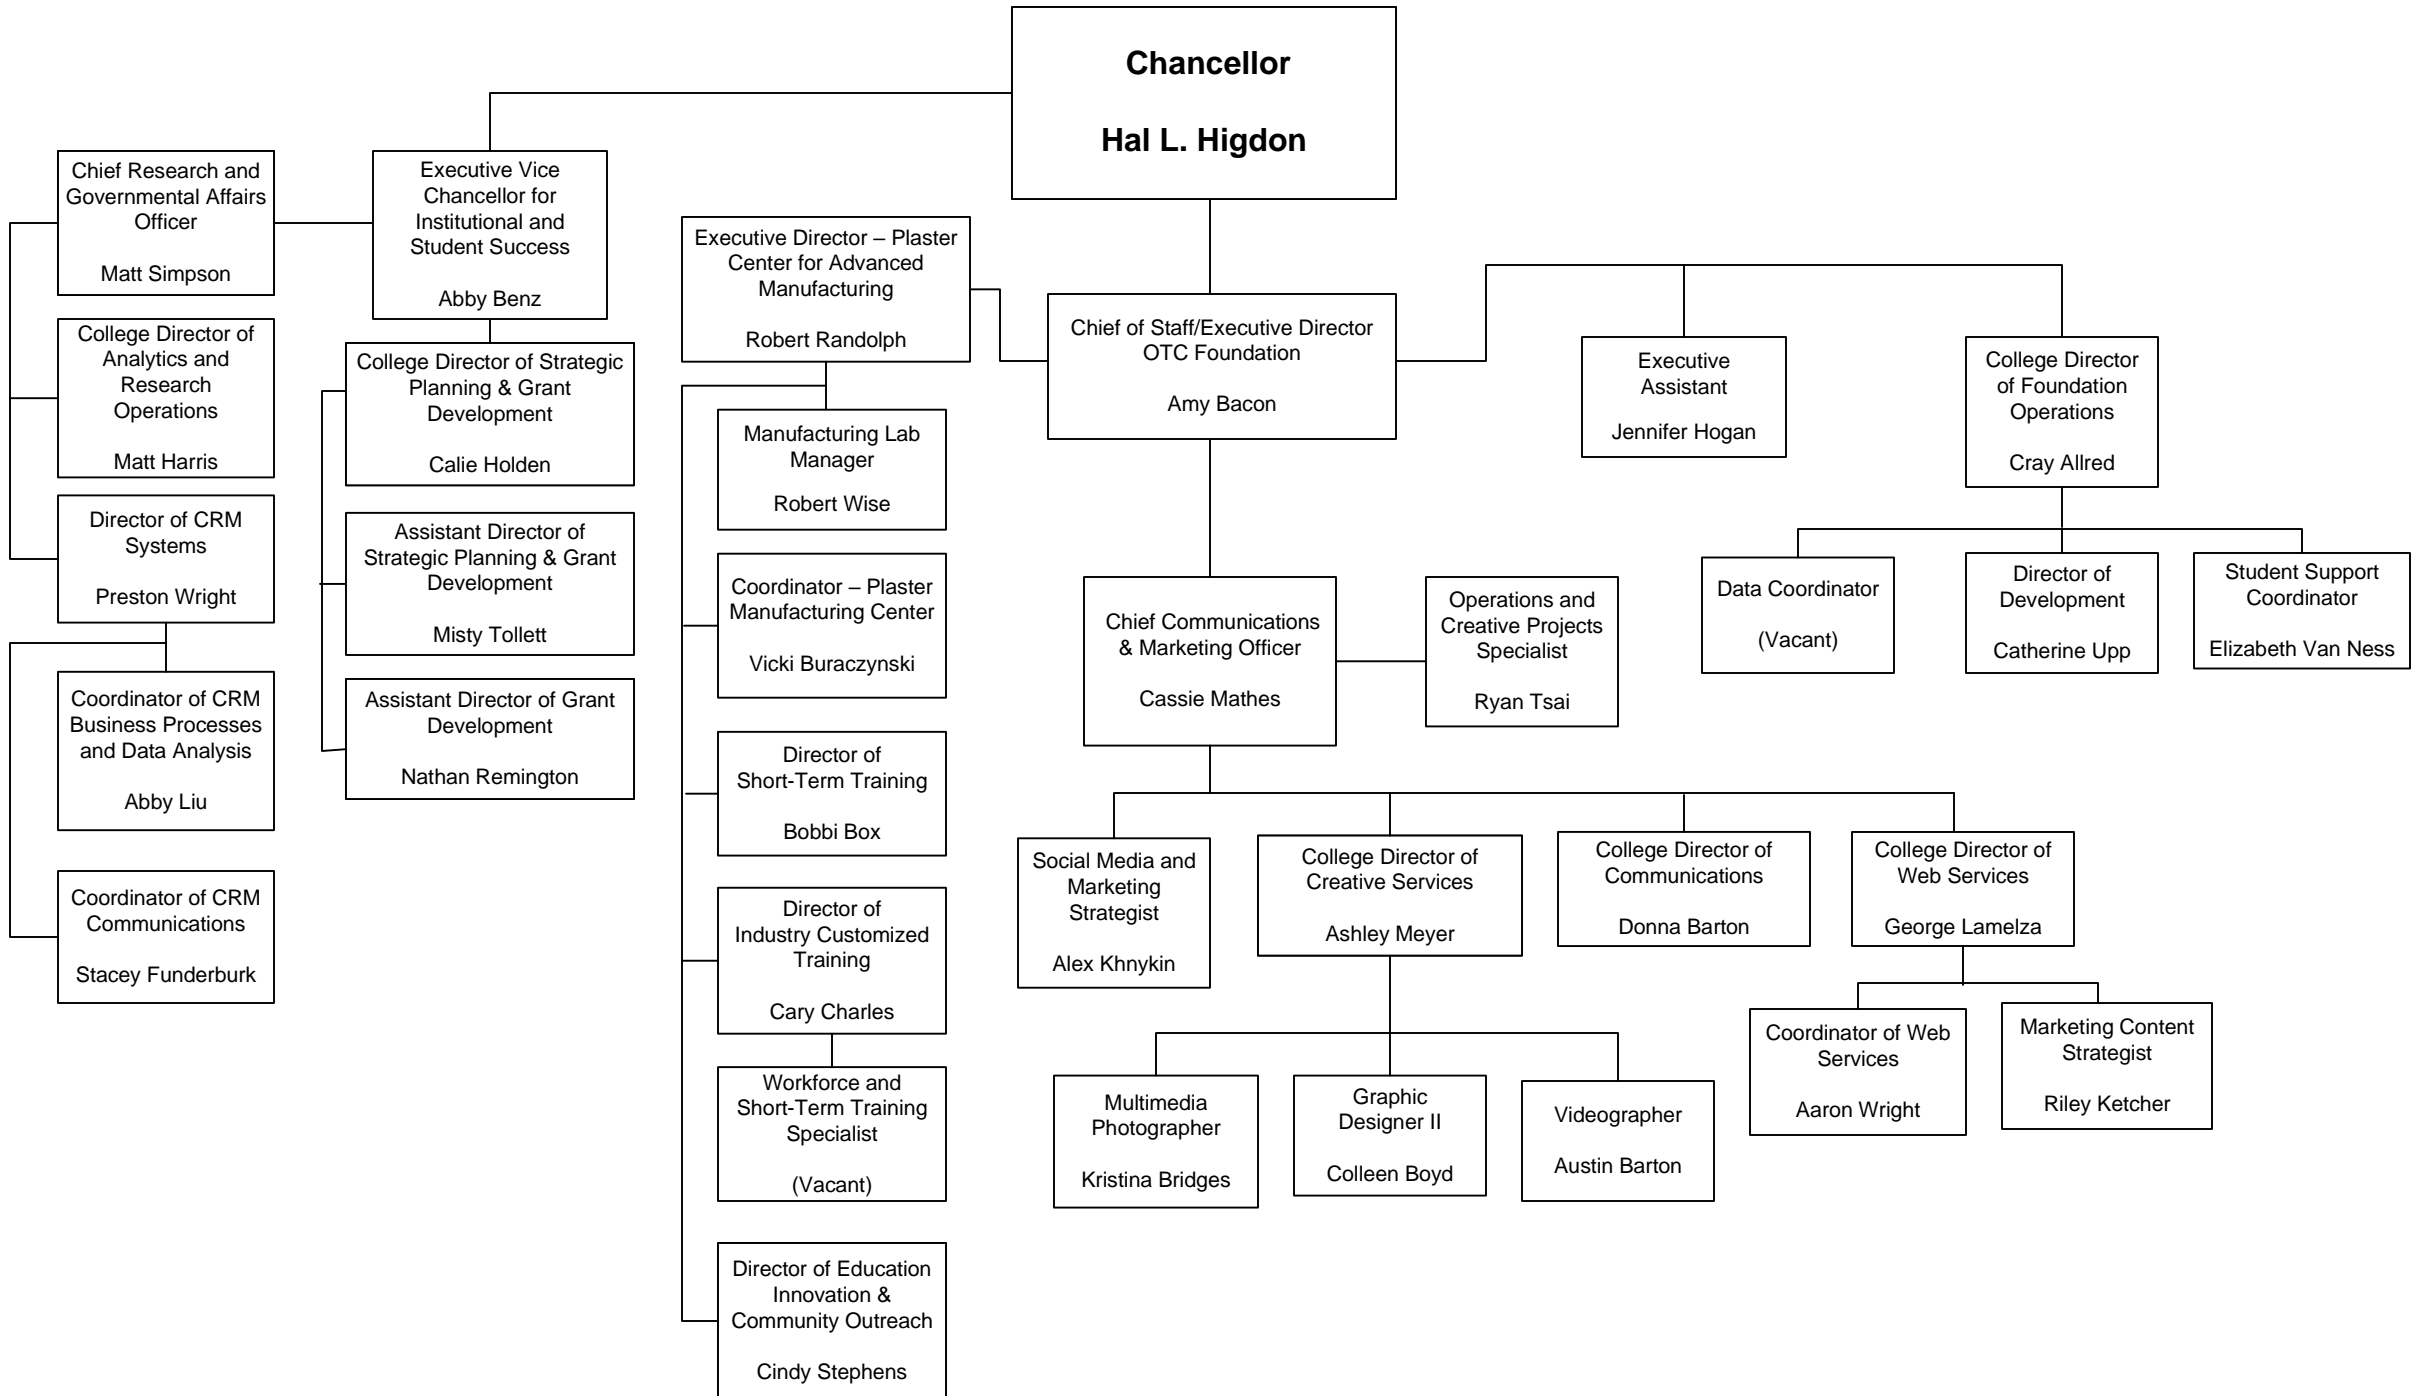 Chancellor
Hal L. Higdon
Chief Research and
Governmental Affairs
Officer
Matt Simpson
Executive Vice
Chancellor for
Institutional and
Student Success
Abby Benz
Executive Director – Plaster
Center for Advanced
Manufacturing
Robert Randolph
Chief of Staff/Executive Director
OTC Foundation
Amy Bacon
Executive
Assistant
Jennifer Hogan
College Director
of Foundation
Operations
Cray Allred
College Director of
Analytics and
Research
Operations
Matt Harris
Director of CRM
Systems
Preston Wright
Coordinator of CRM
Business Processes
and Data Analysis
Abby Liu
Coordinator of CRM
Communications
Stacey Funderburk
College Director of Strategic
Planning & Grant
Development
Calie Holden
Assistant Director of
Strategic Planning & Grant
Development
Misty Tollett
Assistant Director of Grant
Development
Nathan Remington
Manufacturing Lab
Manager
Robert Wise
Coordinator – Plaster
Manufacturing Center
Vicki Buraczynski
Director of
Short-Term Training
Bobbi Box
Director of
Industry Customized
Training
Cary Charles
Workforce and
Short-Term Training
Specialist
(Vacant)
Director of Education
Innovation &
Community Outreach
Cindy Stephens
Chief Communications
& Marketing Officer
Cassie Mathes
Operations and
Creative Projects
Specialist
Ryan Tsai
Data Coordinator
(Vacant)
Director of
Development
Catherine Upp
Student Support
Coordinator
Elizabeth Van Ness
Social Media and
Marketing
Strategist
Alex Khnykin
College Director of
Creative Services
Ashley Meyer
College Director of
Communications
Donna Barton
College Director of
Web Services
George Lamelza
Multimedia
Photographer
Kristina Bridges
Graphic
Designer II
Colleen Boyd
Videographer
Austin Barton
Coordinator of Web
Services
Aaron Wright
Marketing Content
Strategist
Riley Ketcher